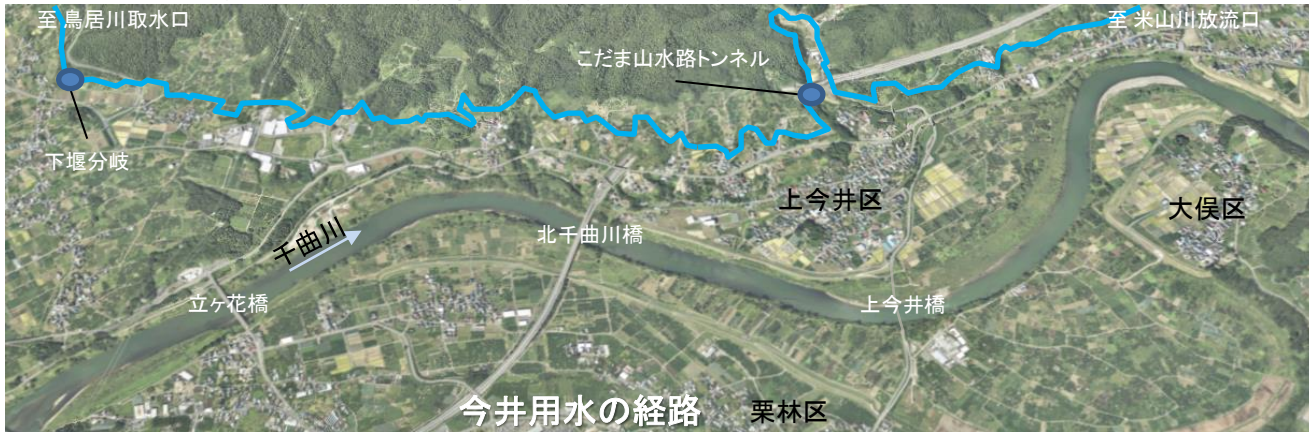 至 鳥居川取水口
至 米山川放流口
こだま山水路トンネル
下堰分岐
上今井区
大俣区
千曲川
北千曲川橋
立ヶ花橋
上今井橋
今井用水の経路
栗林区